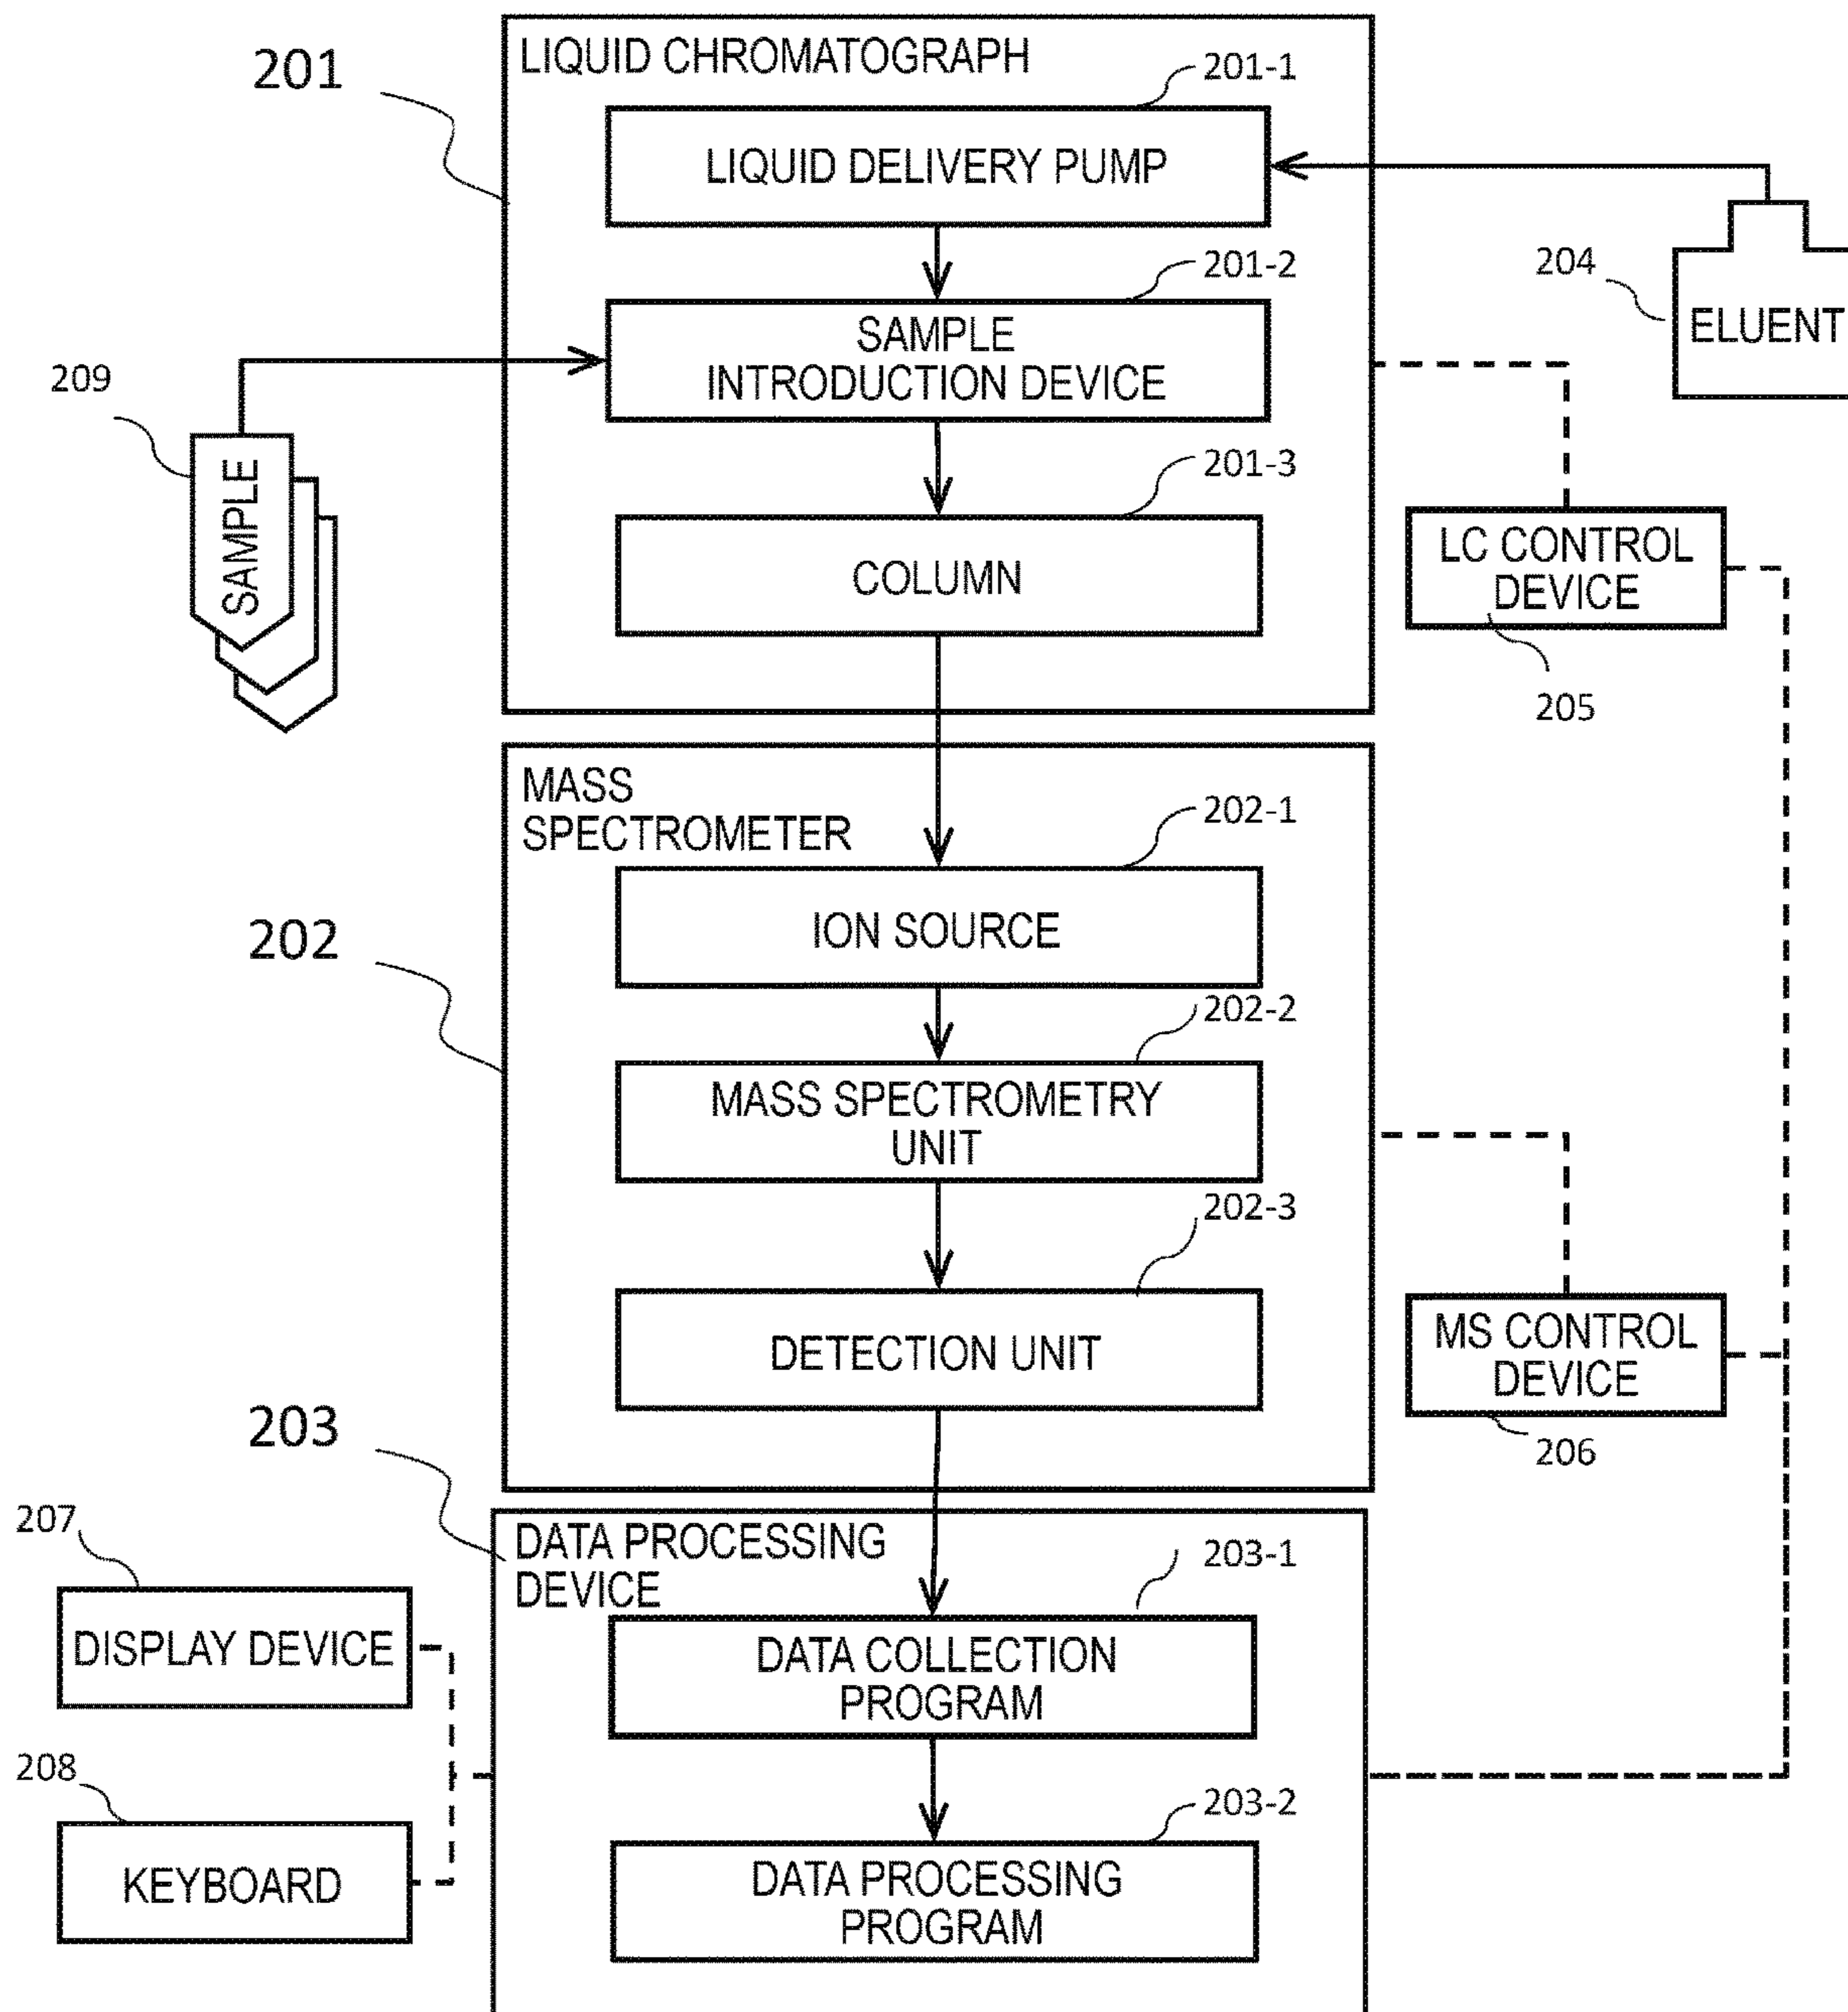 LIQUID CHROMATOGRAPH
201
201-1
LIQUID DELIVERY PUMP
201-2
204
ELUENT
SAMPLE
INTRODUCTION DEVICE
209
SAMPLE
201-3
COLUMN
LC CONTROL
DEVICE
205
MASS
SPECTROMETER
202-1
ION SOURCE
202
202-2
MASS SPECTROMETRY
UNIT
202-3
DETECTION UNIT
MS CONTROL
DEVICE
206
203
DATA PROCESSING
DEVICE
207
DISPLAY DEVICE
203-1
DATA COLLECTION
PROGRAM
208
KEYBOARD
203-2
DATA PROCESSING
PROGRAM